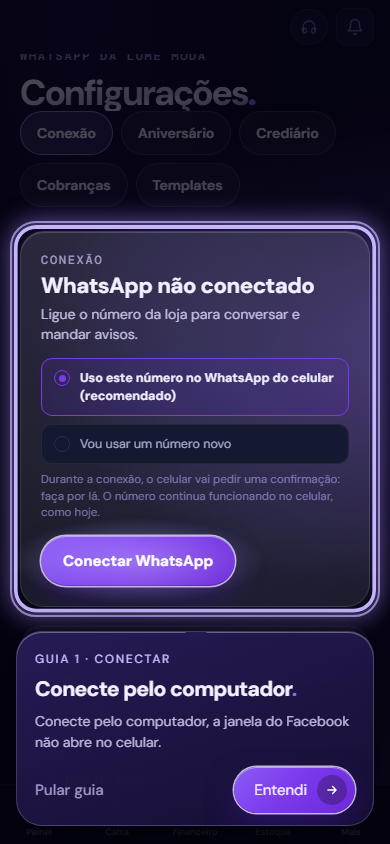 WHATSAPP DA LUME MODA
Configurações.
Conexão
Aniversário
Crediário
Cobranças
Templates
CONEXÃO
WhatsApp não conectado
Ligue o número da loja para conversar e
mandar avisos.
Uso este número no WhatsApp do celular
(recomendado)
Vou usar um número novo
Durante a conexão, o celular vai pedir uma confirmação:
faça por lá. O número continua funcionando no celular,
como hoje.
Conectar WhatsApp
GUIA 1 · CONECTAR
Conecte pelo computador.
Conecte pelo computador, a janela do Facebook
não abre no celular.
Pular guia
Entendi
Painel
Caixa
Financeiro
Estoque
Mais